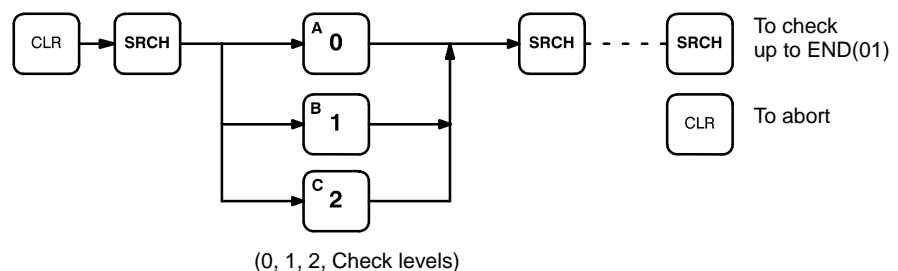 CLR
SRCH
A 0
SRCH
SRCH
To check
up to END(01)
B 1
CLR
To abort
C 2
(0, 1, 2, Check levels)